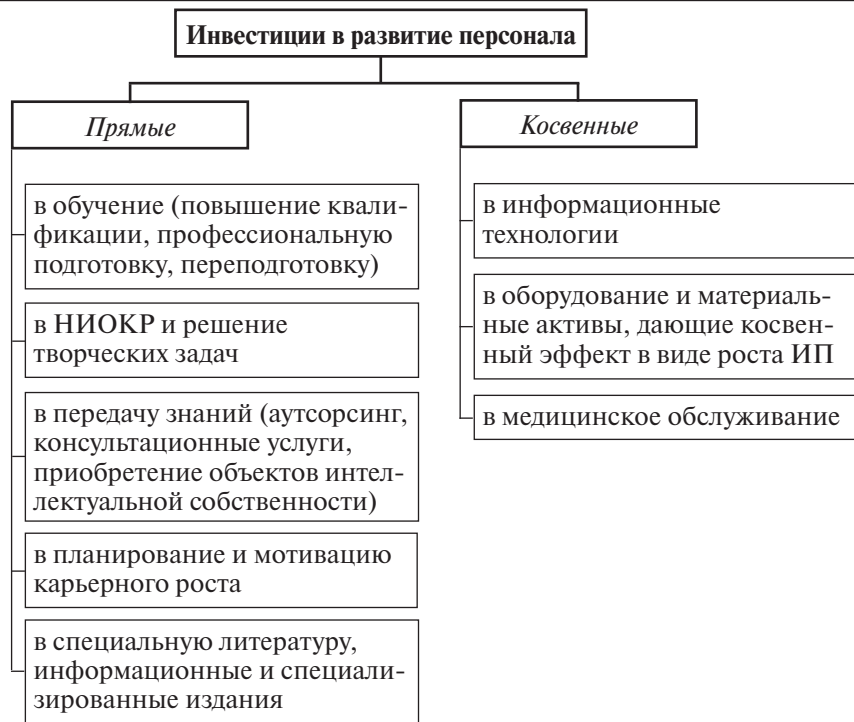 Инвестиции в развитие персонала
Прямые
в обучение (повышение квали-
фикации, профессиональную
подготовку, переподготовку)
в НИОКР и решение
творческих задач
в передачу знаний (аутсорсинг,
консультационные услуги,
приобретение объектов интел-
лектуальной собственности)
в планирование и мотивацию
карьерного роста
в специальную литературу,
информационные и специали-
зированные издания
Косвенные
в информационные
технологии
в оборудование и материаль-
ные активы, дающие косвен-
ный эффект в виде роста ИП
в медицинское обслуживание